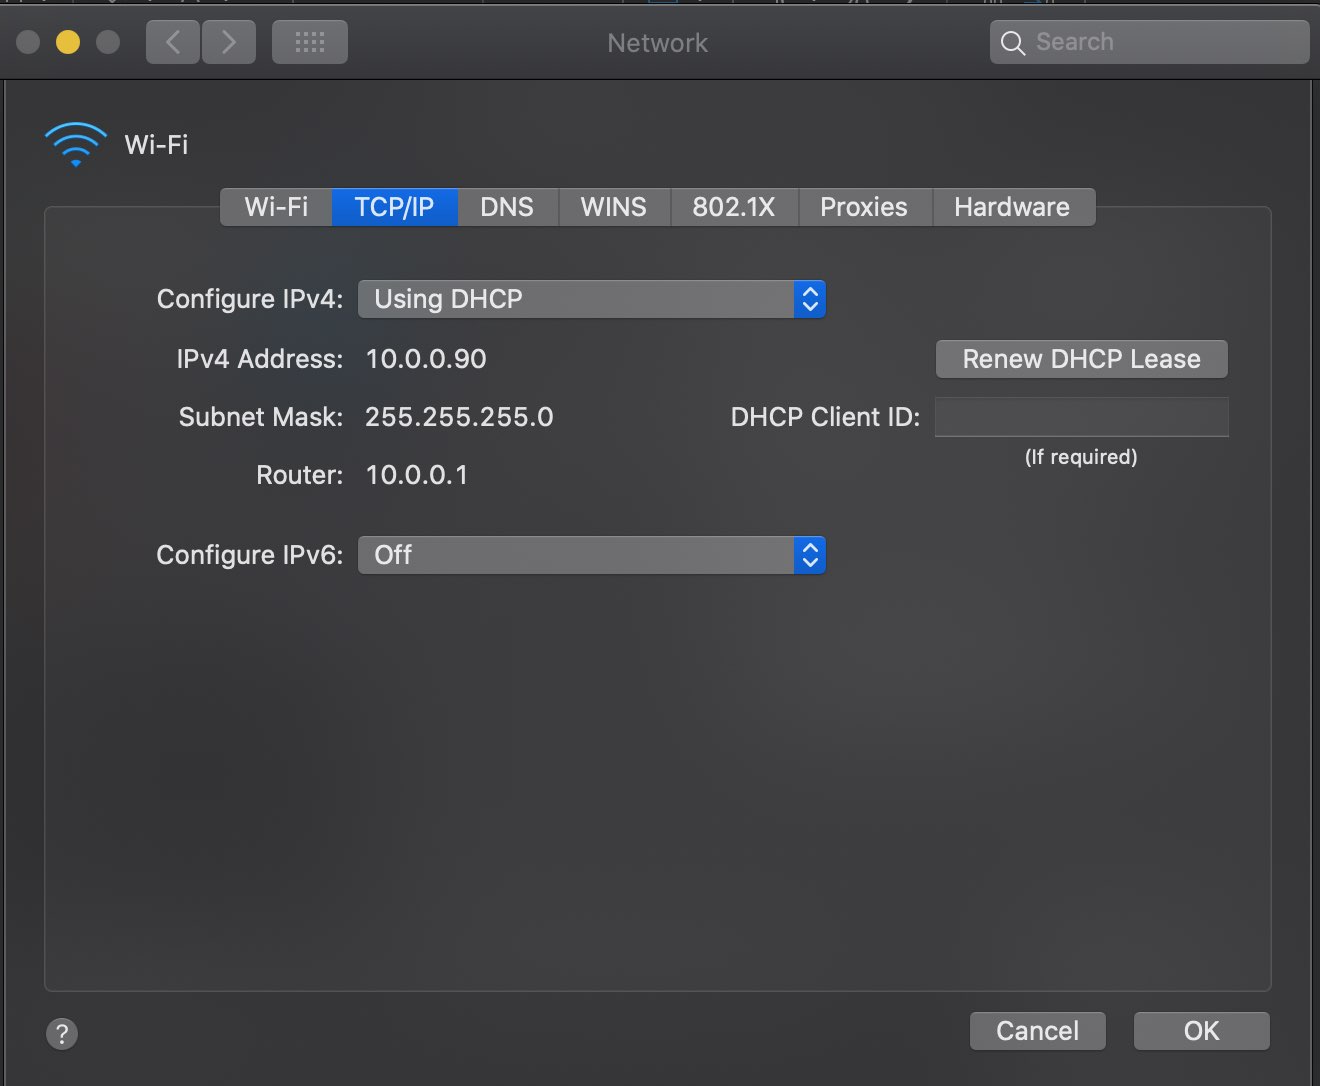 Network
Search
Wi-Fi
Wi-Fi TCP/IP DNS WINS 802.1X Proxies Hardware
Configure IPv4: Using DHCP
IPv4 Address: 10.0.0.90 Renew DHCP Lease
Subnet Mask: 255.255.255.0 DHCP Client ID:
(If required)
Router: 10.0.0.1
Configure IPv6: Off
? Cancel OK